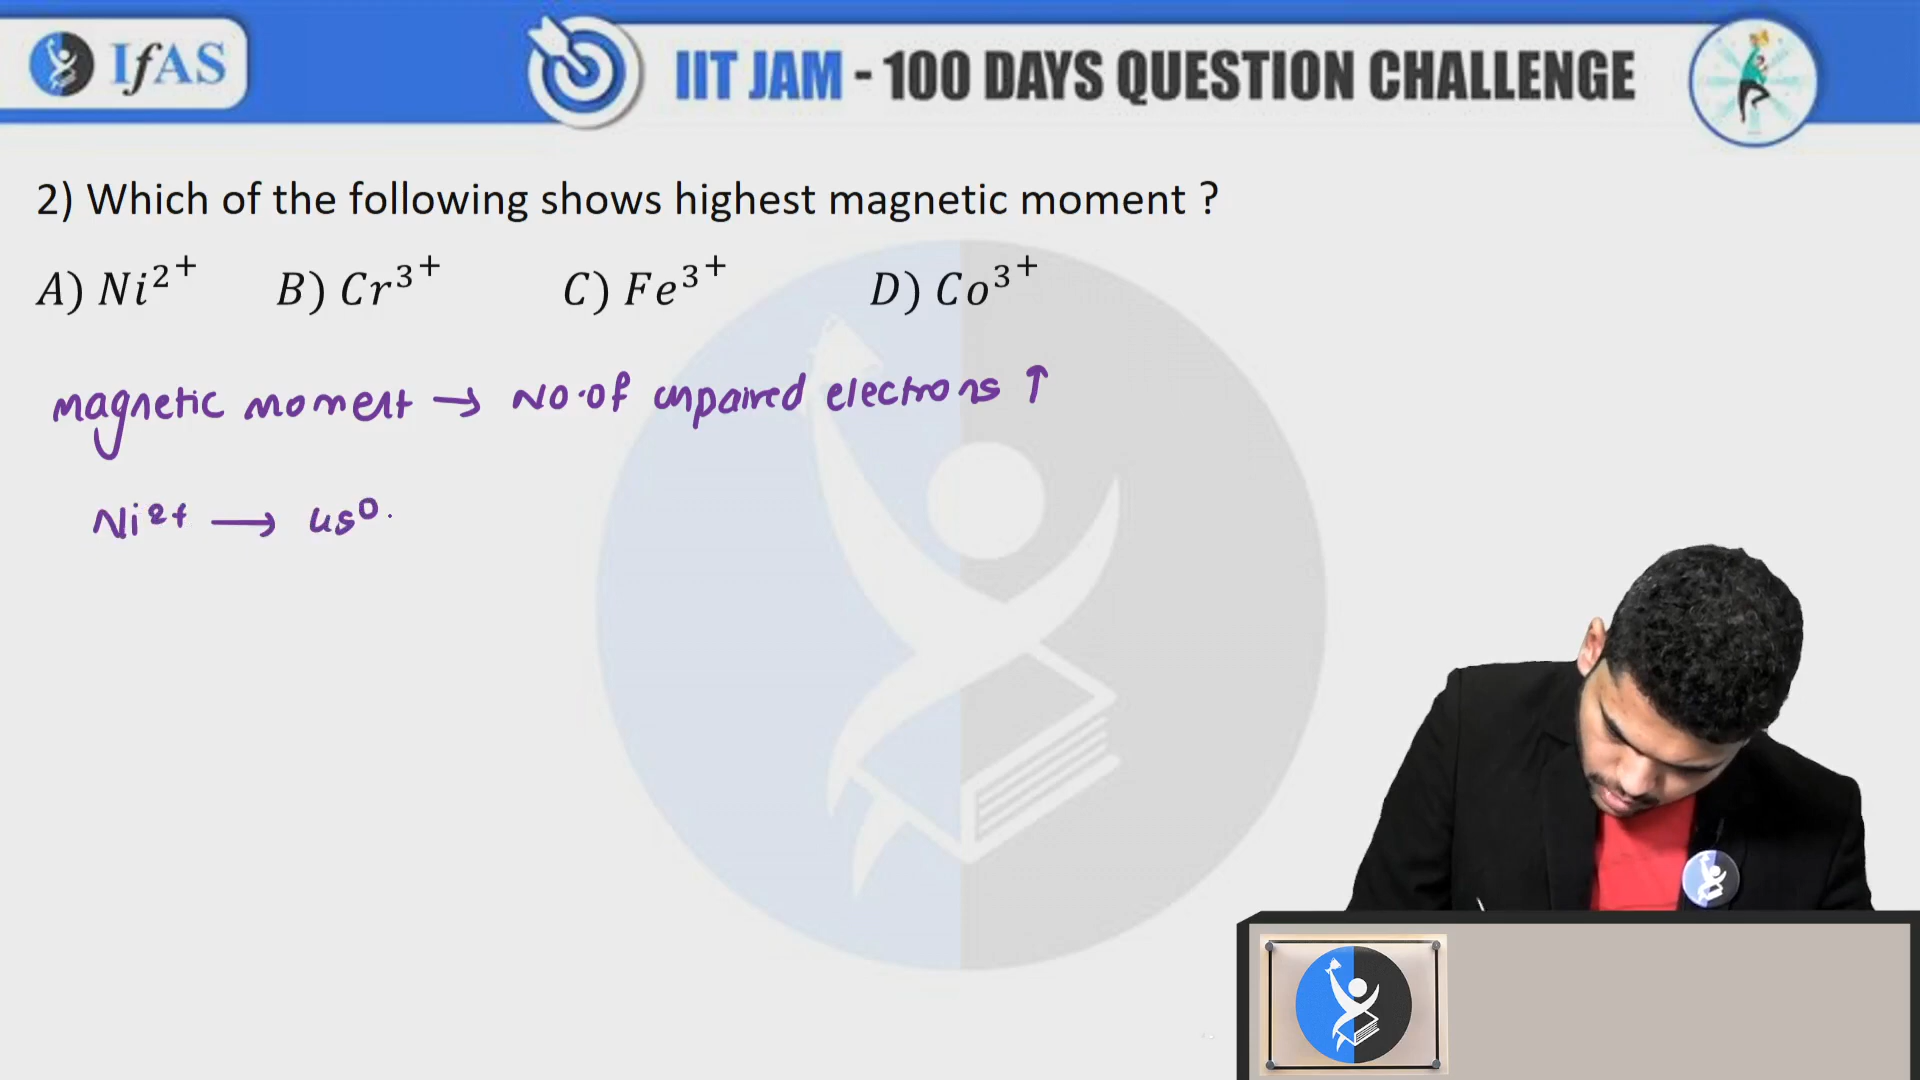 IfAS
IIT JAM - 100 DAYS QUESTION CHALLENGE
2) Which of the following shows highest magnetic moment ?
A) Ni²⁺ B) Cr³⁺ C) Fe³⁺ D) Co³⁺
magnetic moment → No. of unpaired electrons ↑
Ni²⁺ → 4s⁰